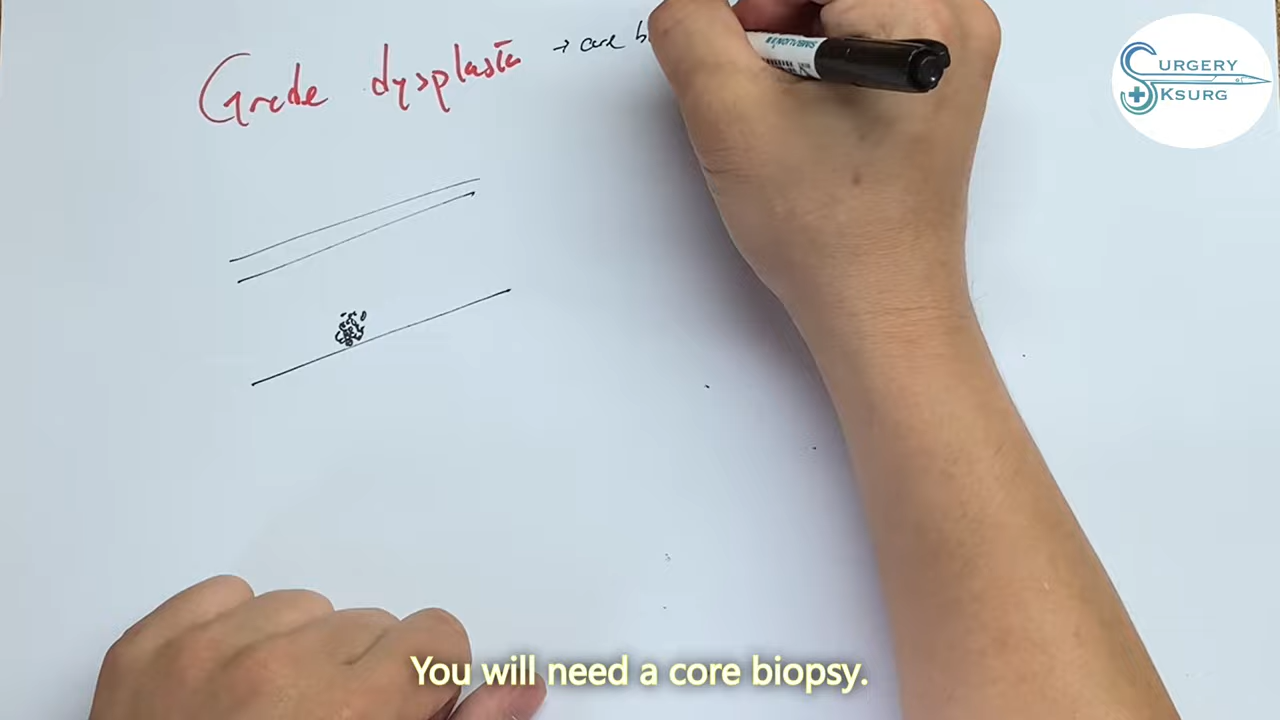 Grade dysplasia → core b
SURGERY
SKSURG
You will need a core biopsy.